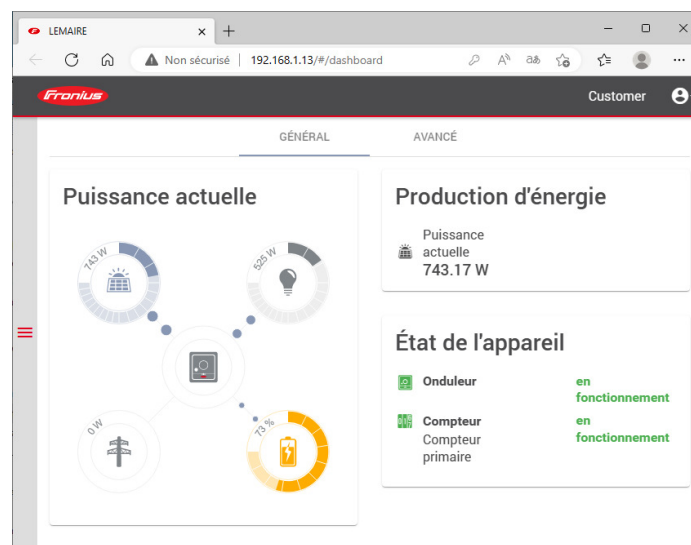 LEMAIRE
Non sécurisé
192.168.1.13/#/dashboard
Fronius
Customer
GÉNÉRAL
AVANCÉ
Puissance actuelle
743 W
525 W
0 W
73 %
Production d'énergie
Puissance
actuelle
743.17 W
État de l'appareil
Onduleur
en
fonctionnement
Compteur
Compteur
primaire
en
fonctionnement